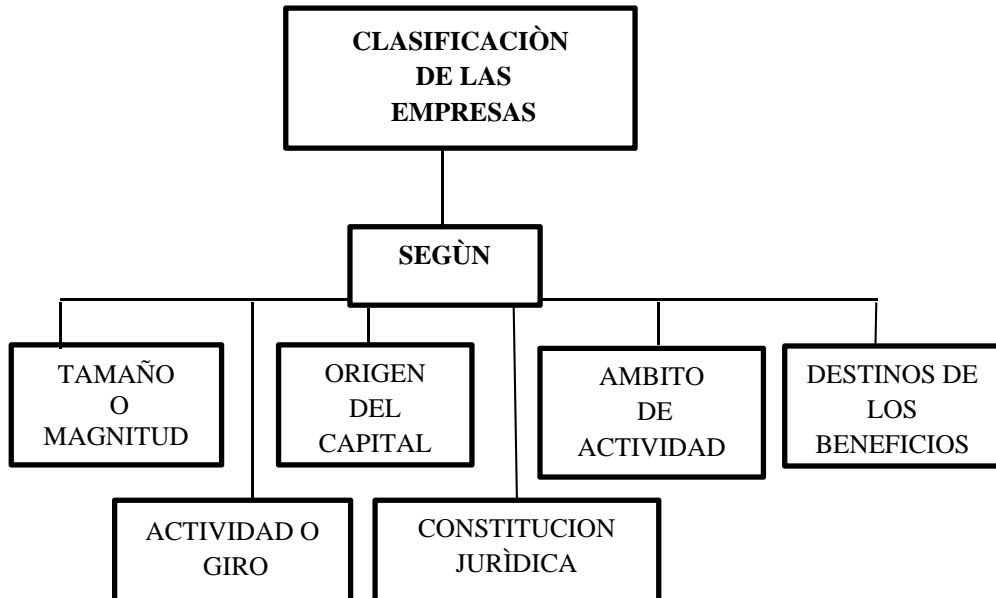 CLASIFICACIÒN
DE LAS
EMPRESAS
SEGÙN
TAMAÑO
O
MAGNITUD
ORIGEN
DEL
CAPITAL
AMBITO
DE
ACTIVIDAD
DESTINOS DE
LOS
BENEFICIOS
ACTIVIDAD O
GIRO
CONSTITUCION
JURÌDICA